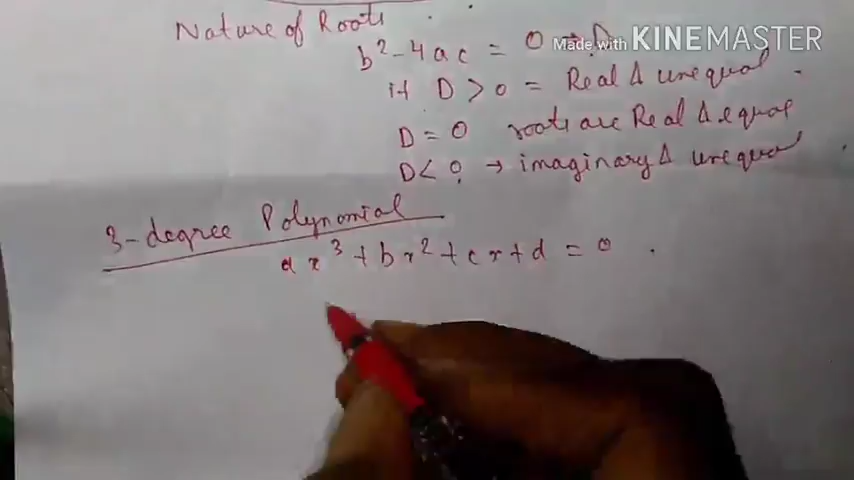 Nature of Roots
b² - 4ac = 0 → D
Made with KINEMASTER
if D > 0 = Real & unequal
D = 0 roots are Real & equal
D < 0 → imaginary & unequal
3-degree Polynomial
ax³ + bx² + cx + d = 0